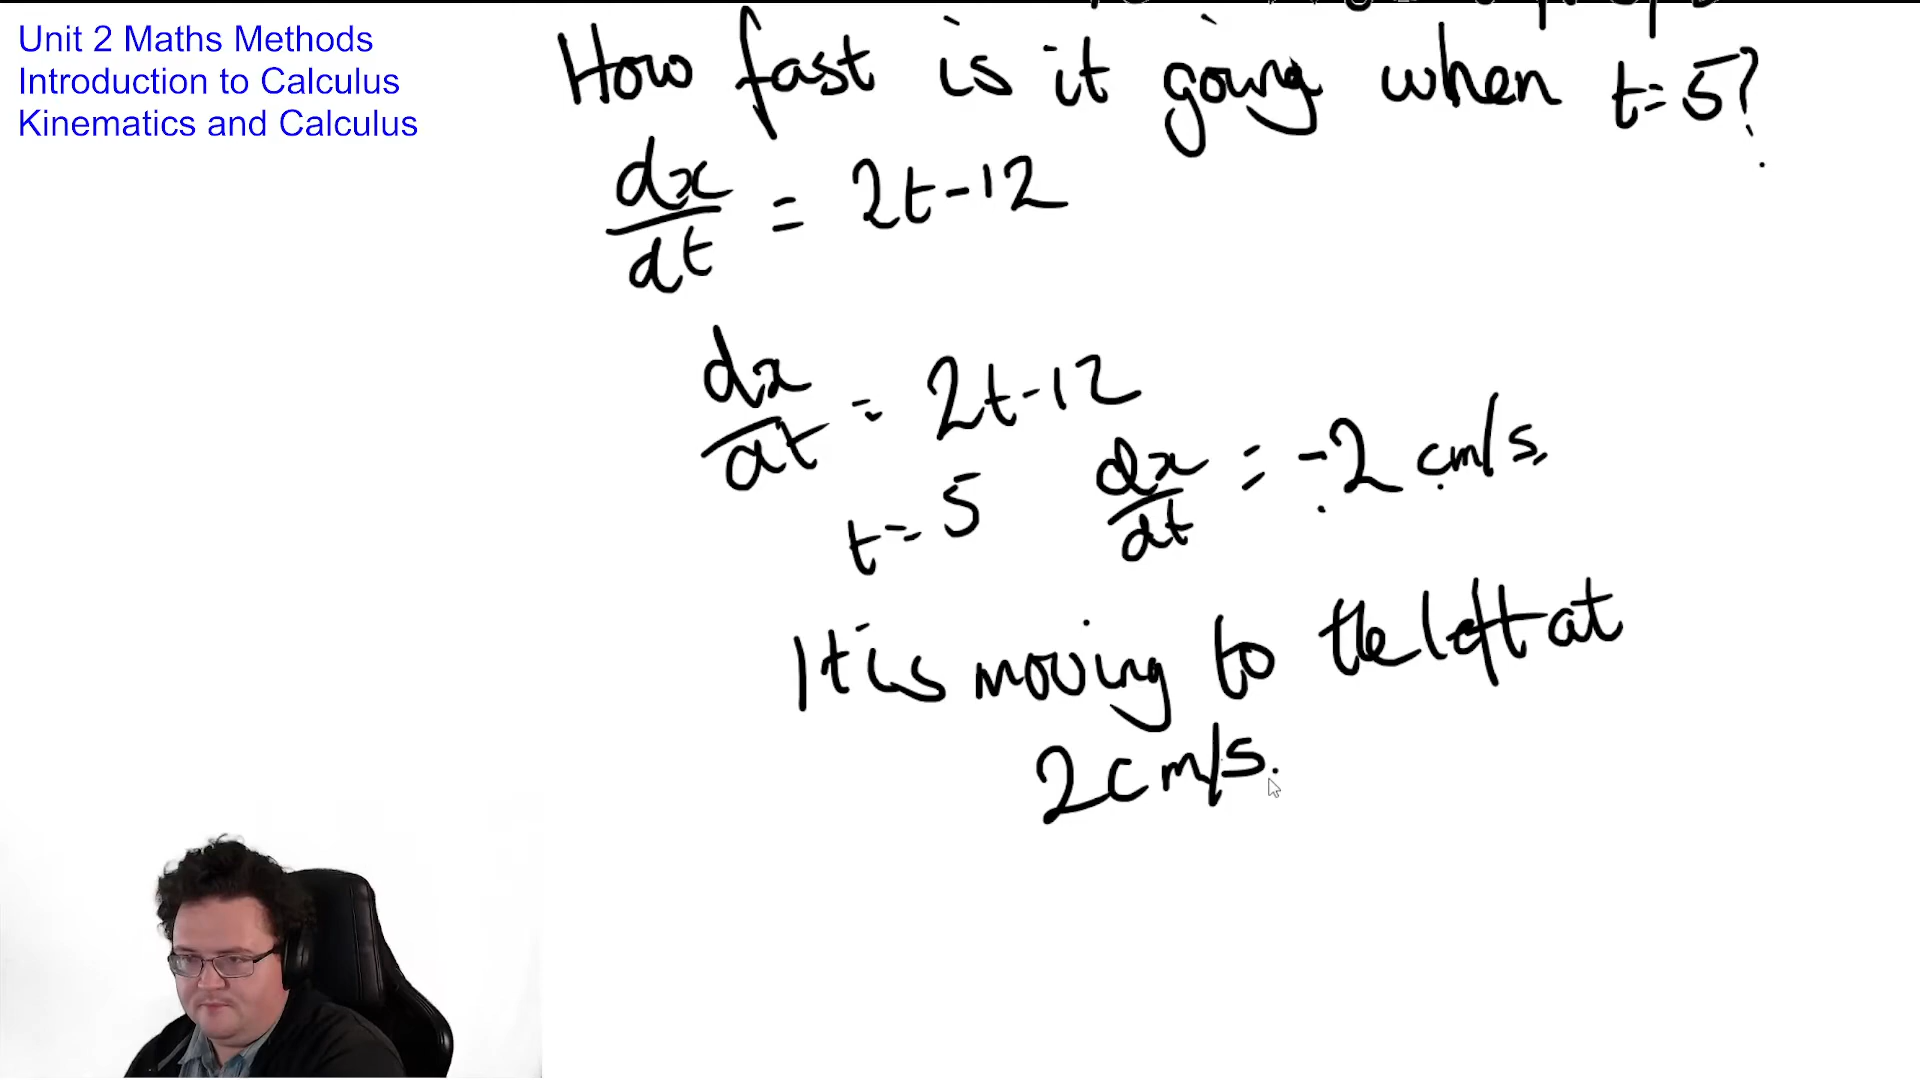 Unit 2 Maths Methods
Introduction to Calculus
Kinematics and Calculus
How fast is it going when t=5?
dx/dt = 2t-12
dx/dt = 2t-12
t=5 dx/dt = -2 cm/s.
It is moving to the left at
2cm/s.